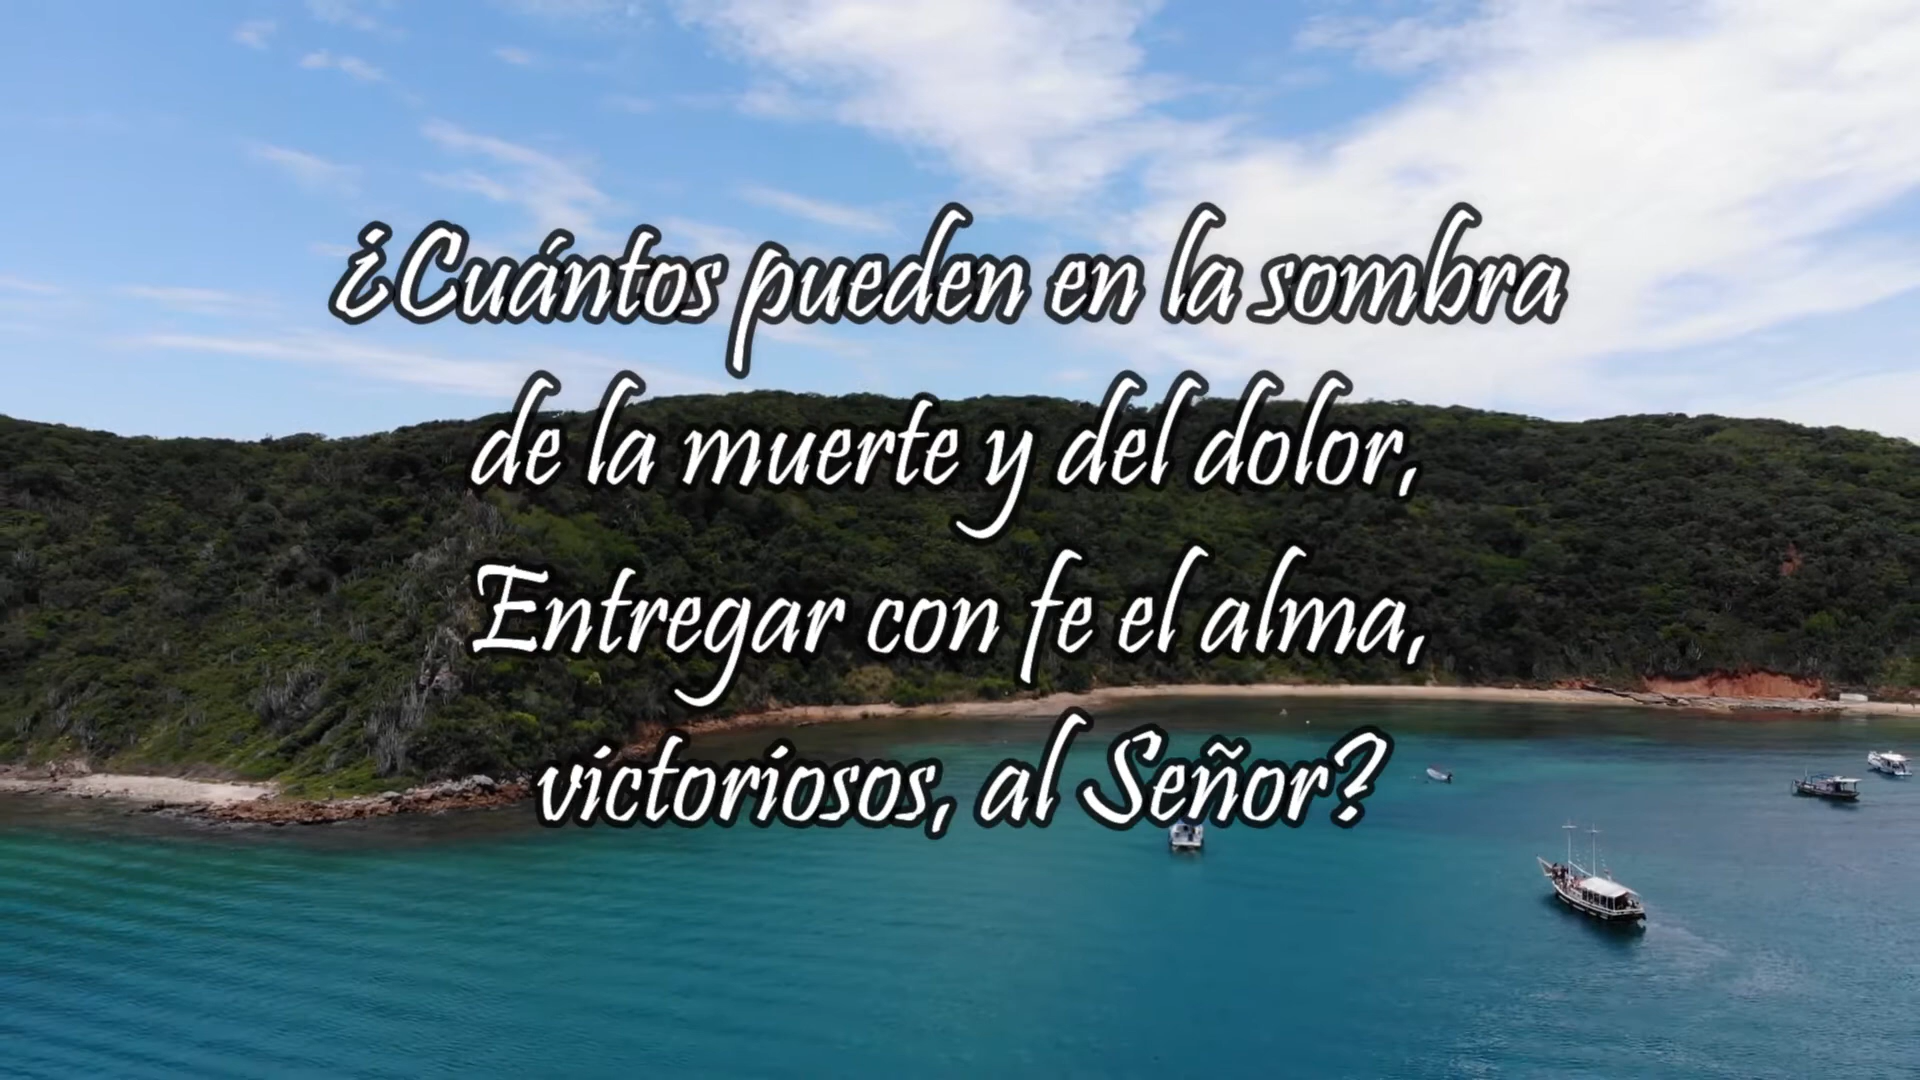 ¿Cuántos pueden en la sombra
de la muerte y del dolor,
Entregar con fe el alma,
victoriosos, al Señor?